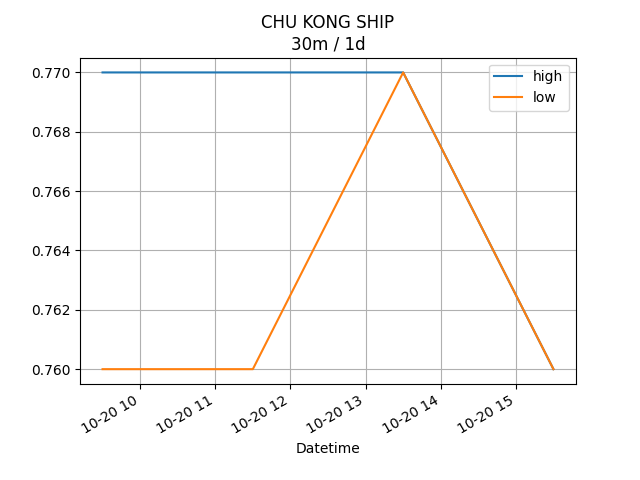 CHU KONG SHIP
30m / 1d
high
low
0.770
0.768
0.766
0.764
0.762
0.760
10-20 10
10-20 11
10-20 12
10-20 13
10-20 14
10-20 15
Datetime